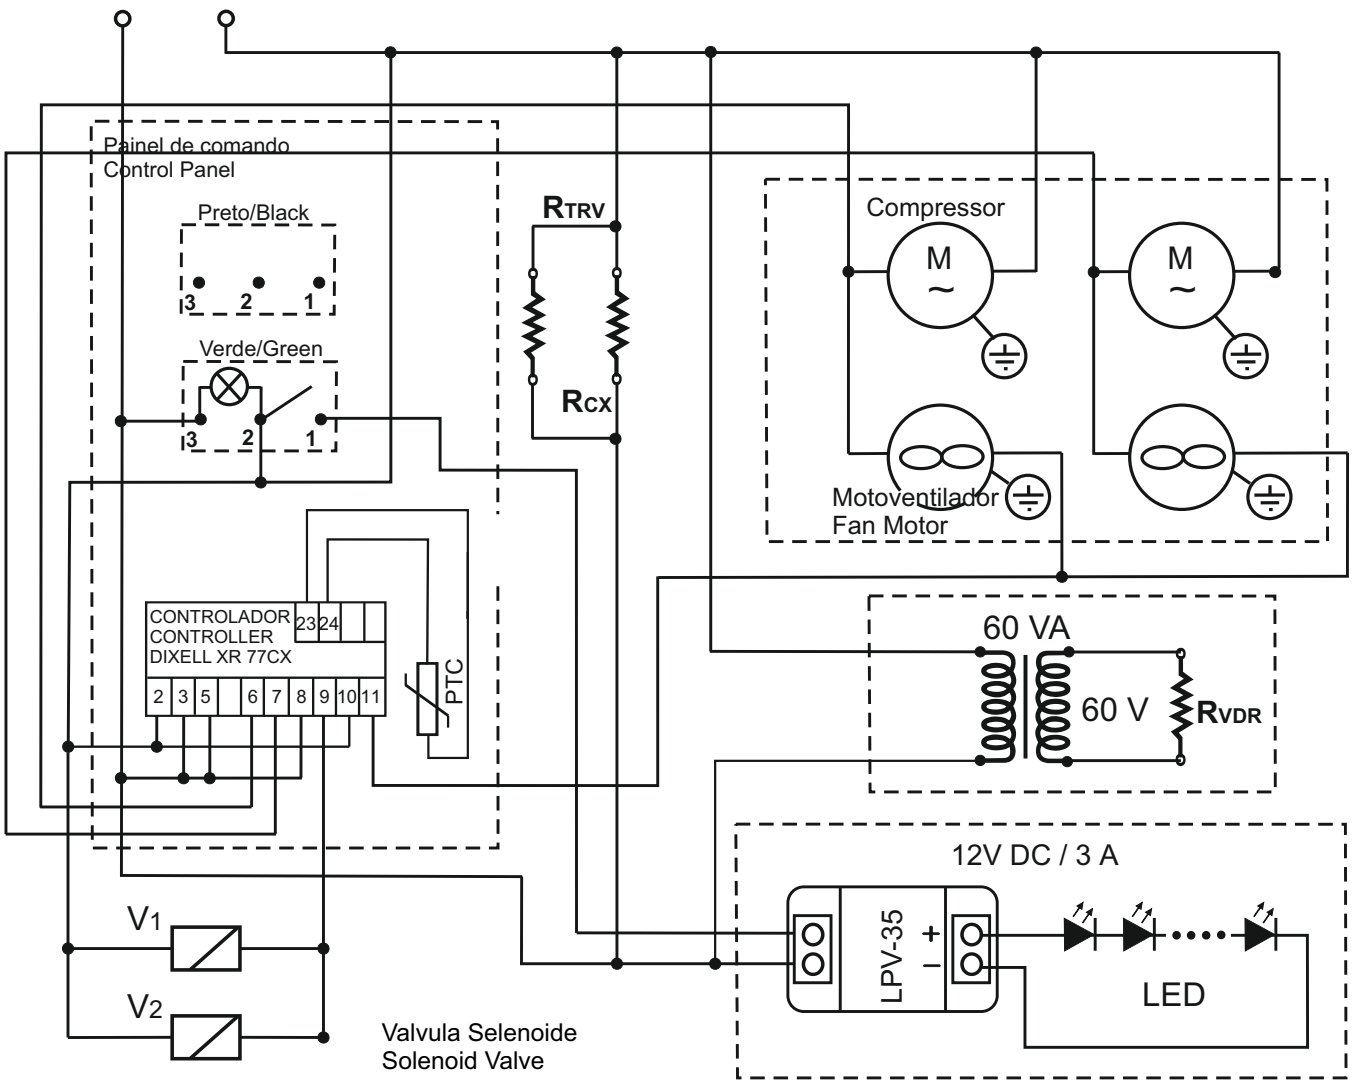 Painel de comando
Control Panel
Preto/Black
3 2 1
Verde/Green
3 2 1
RTRV
RCX
Compressor
M
~
M
~
Motoventilador
Fan Motor
CONTROLADOR
CONTROLLER
DIXELL XR 77CX
23 24
2 3 5 6 7 8 9 10 11
PTC
60 VA
60 V
RVDR
12V DC / 3 A
LPV-35
+
–
LED
V1
V2
Valvula Selenoide
Solenoid Valve